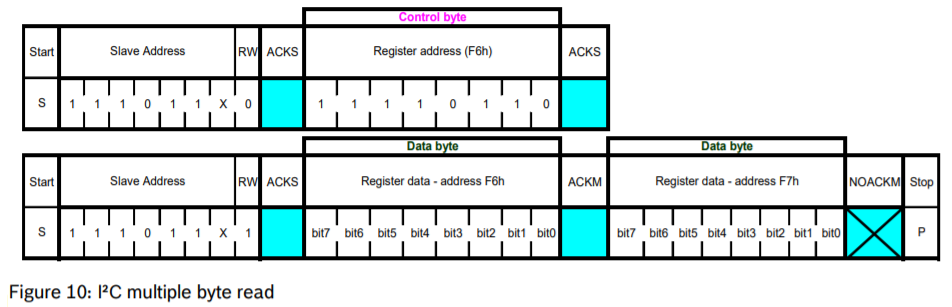 Control byte
Start Slave Address RW ACKS Register address (F6h) ACKS
S 1 1 1 0 1 1 X 0 1 1 1 1 0 1 1 0
Data byte Data byte
Start Slave Address RW ACKS Register data - address F6h ACKM Register data - address F7h NOACKM Stop
S 1 1 1 0 1 1 X 1 bit7 bit6 bit5 bit4 bit3 bit2 bit1 bit0 bit7 bit6 bit5 bit4 bit3 bit2 bit1 bit0 P
Figure 10: I²C multiple byte read